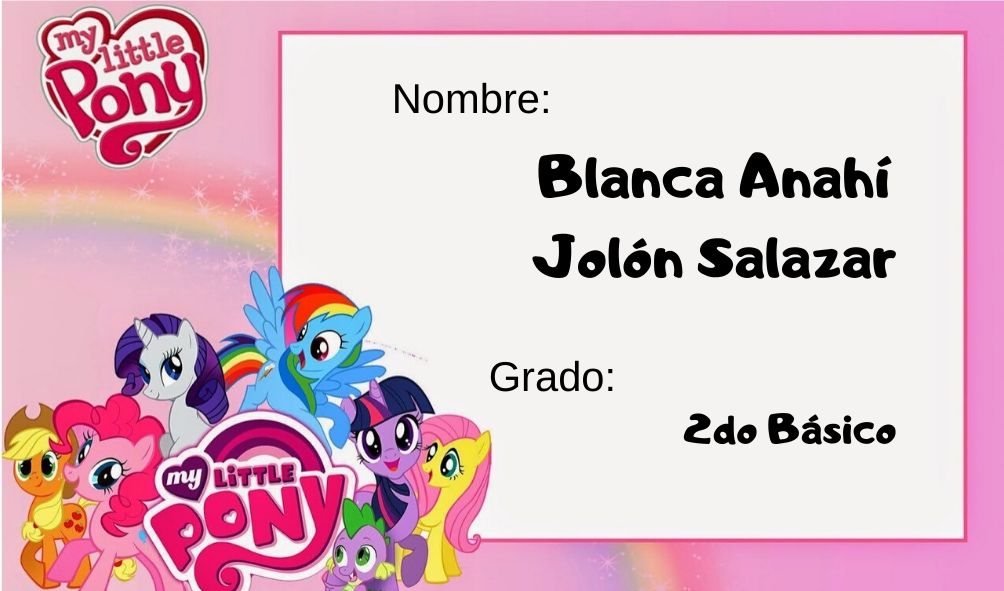 my
little
Pony
Nombre:
Blanca Anahí
Jolón Salazar
Grado:
2do Básico
my LiTTLE
PONY